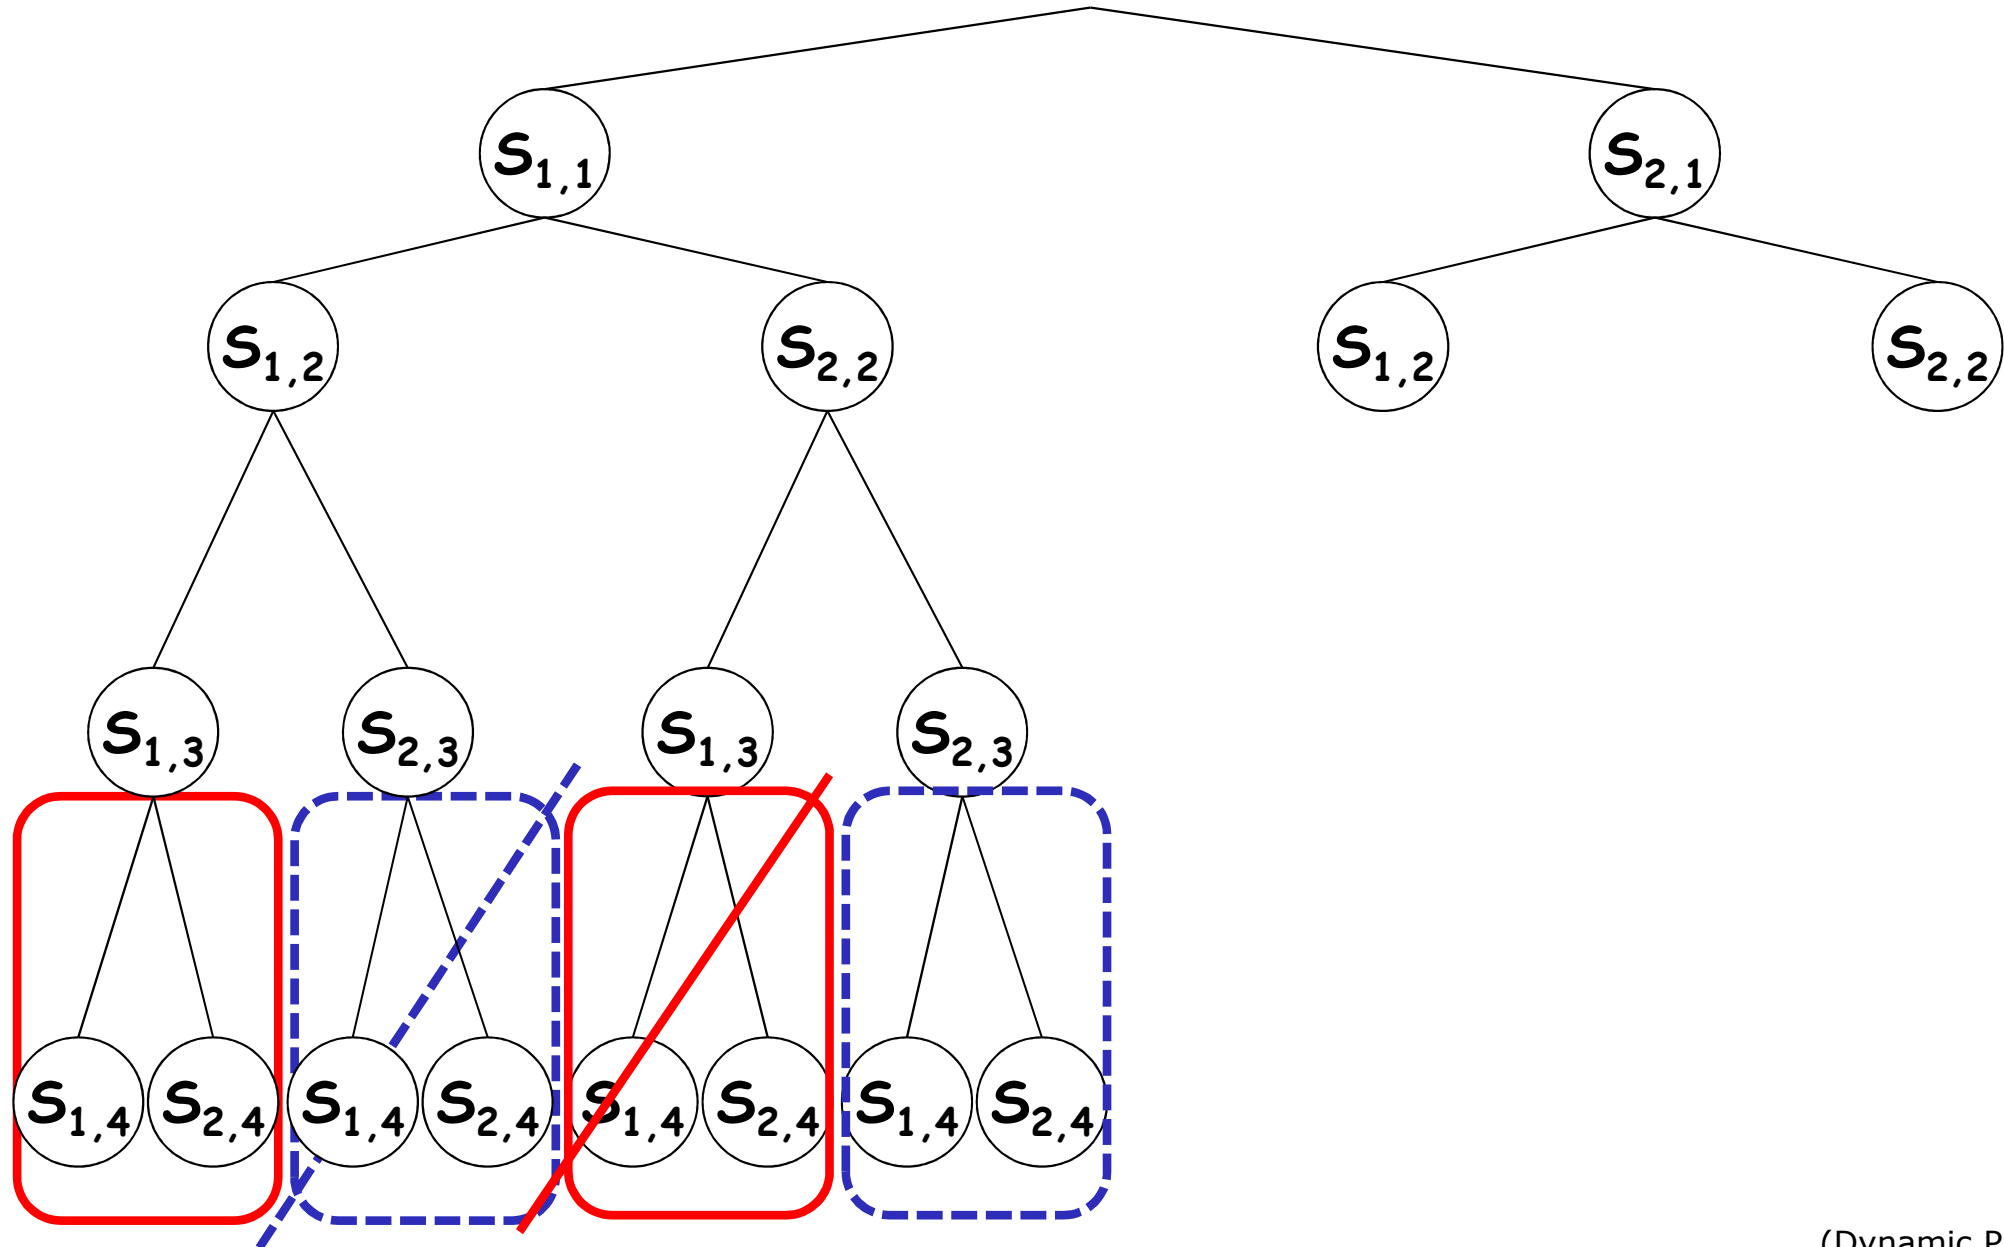 S1,1 S2,1
S1,2 S2,2 S1,2 S2,2
S1,3 S2,3 S1,3 S2,3
S1,4 S2,4 S1,4 S2,4 S1,4 S2,4 S1,4 S2,4
(Dynamic P